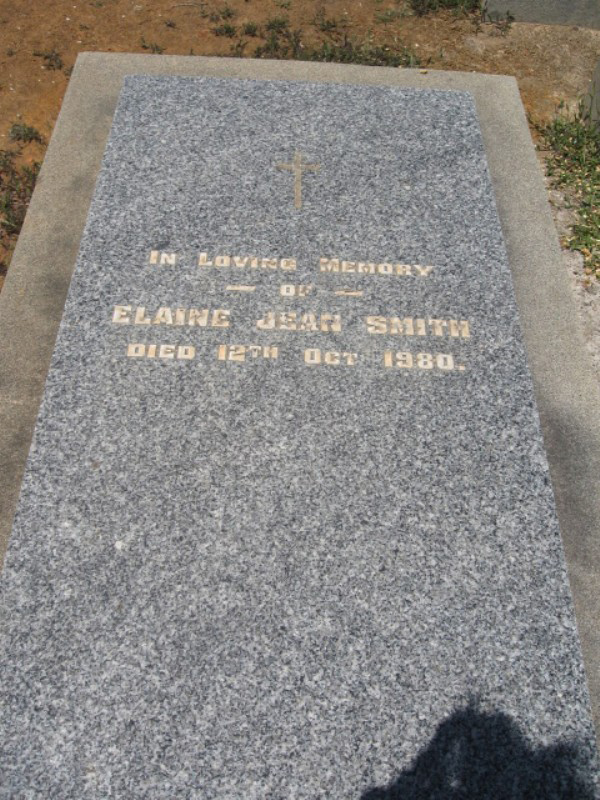 IN LOVING MEMORY
— OF —
ELAINE JEAN SMITH
DIED 12TH OCT 1980.